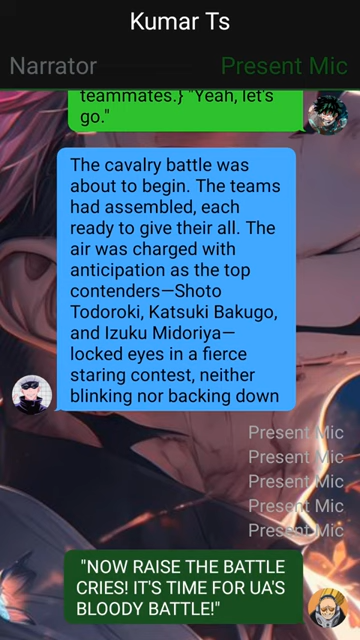 Kumar Ts
Narrator
Present Mic
teammates.} "Yeah, let's
go."
The cavalry battle was
about to begin. The teams
had assembled, each
ready to give their all. The
air was charged with
anticipation as the top
contenders—Shoto
Todoroki, Katsuki Bakugo,
and Izuku Midoriya—
locked eyes in a fierce
staring contest, neither
blinking nor backing down
Present Mic
Present Mic
Present Mic
Present Mic
Present Mic
"NOW RAISE THE BATTLE
CRIES! IT'S TIME FOR UA'S
BLOODY BATTLE!"